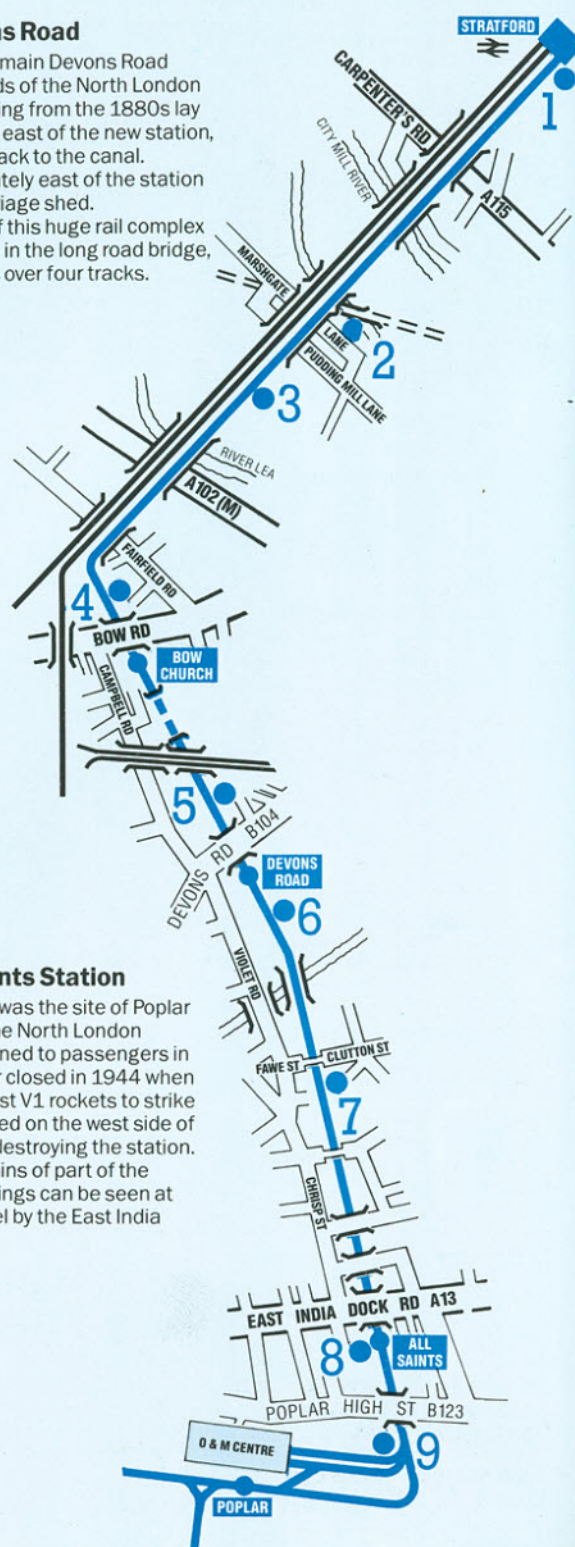 ns Road
main Devons Road
ds of the North London
ing from the 1880s lay
east of the new station,
ack to the canal.
tely east of the station
iage shed.
f this huge rail complex
in the long road bridge,
over four tracks.
STRATFORD
1
CARPENTER'S RD
CITY MILL RIVER
A115
MARSHGATE
LANE
2
PUDDING MILL LANE
3
RIVER LEA
A102(M)
FAIRFIELD RD
4
BOW RD
BOW
CHURCH
CAMPBELL RD
5
DEVONS RD B104
DEVONS
ROAD
6
VIOLET RD
nts Station
was the site of Poplar
he North London
ned to passengers in
r closed in 1944 when
st V1 rockets to strike
ed on the west side of
destroying the station.
ins of part of the
ings can be seen at
el by the East India
FAWE ST
CLUTTON ST
7
CHRISP ST
EAST INDIA DOCK RD A13
8
ALL
SAINTS
POPLAR HIGH ST B123
O & M CENTRE
9
POPLAR